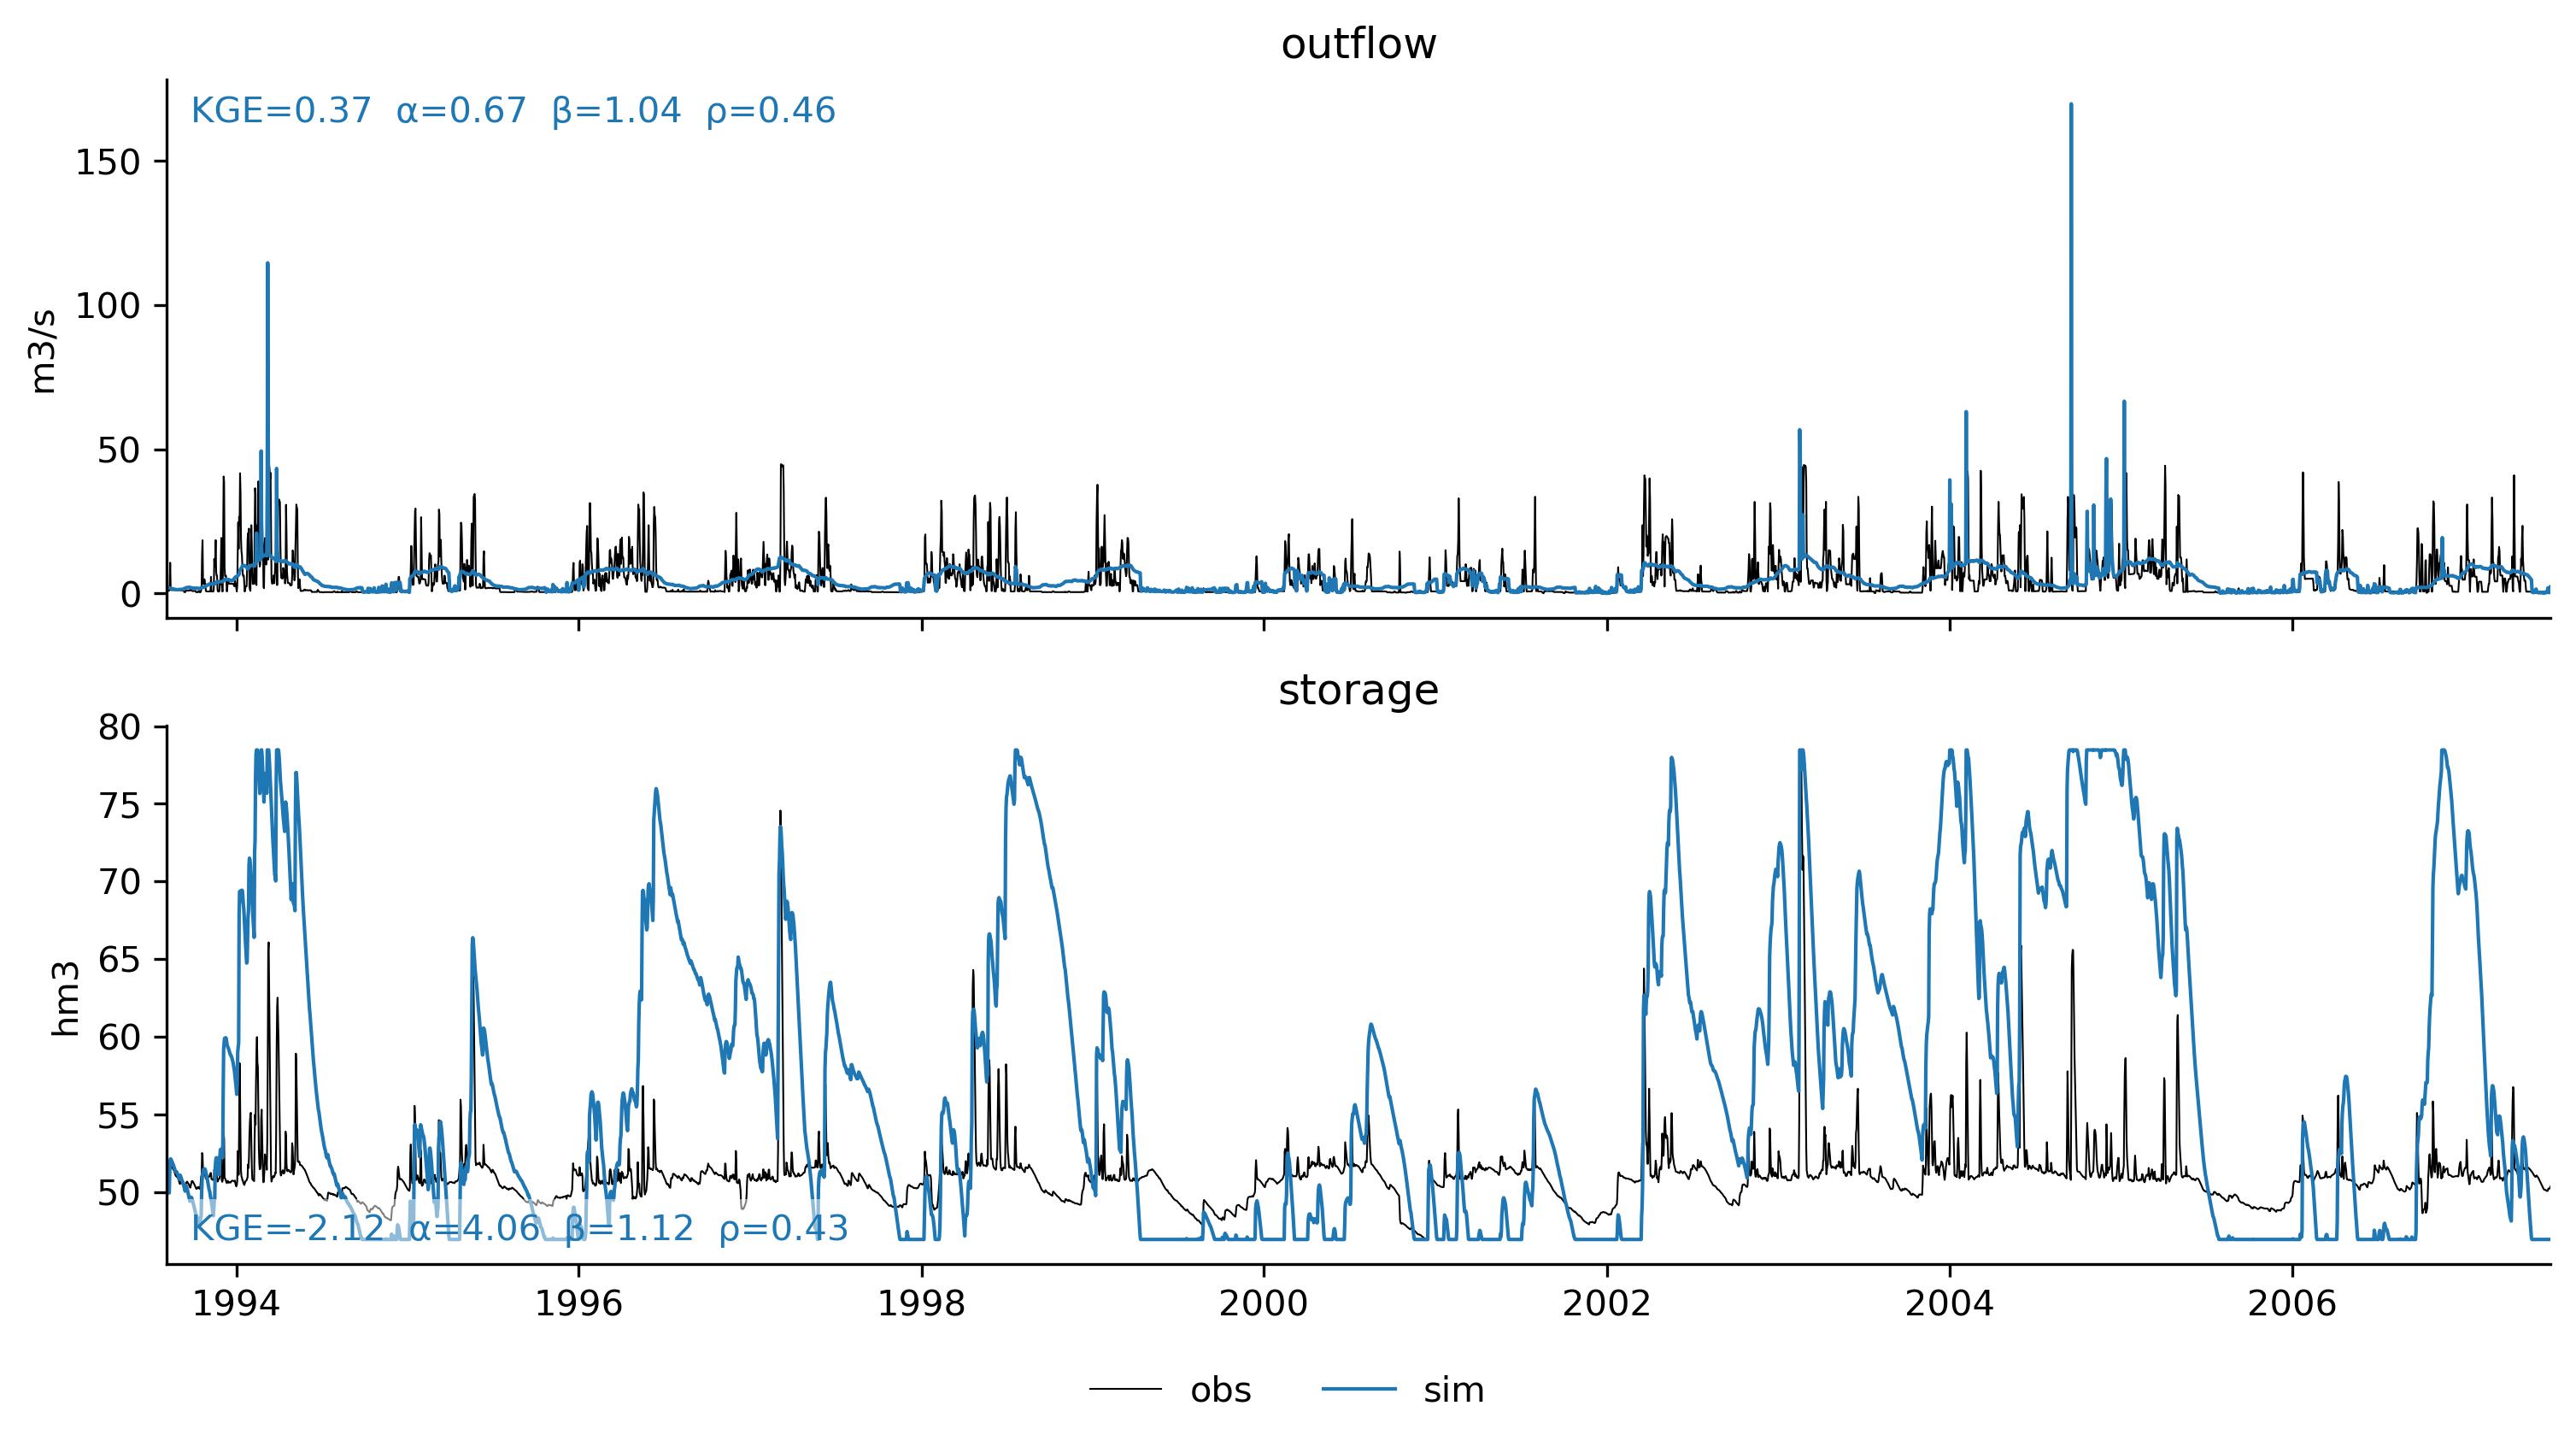 outflow
KGE=0.37 α=0.67 β=1.04 ρ=0.46
150
100
50
0
m3/s
storage
80
75
70
65
60
55
50
hm3
KGE=-2.12 α=4.06 β=1.12 ρ=0.43
1994 1996 1998 2000 2002 2004 2006
obs sim